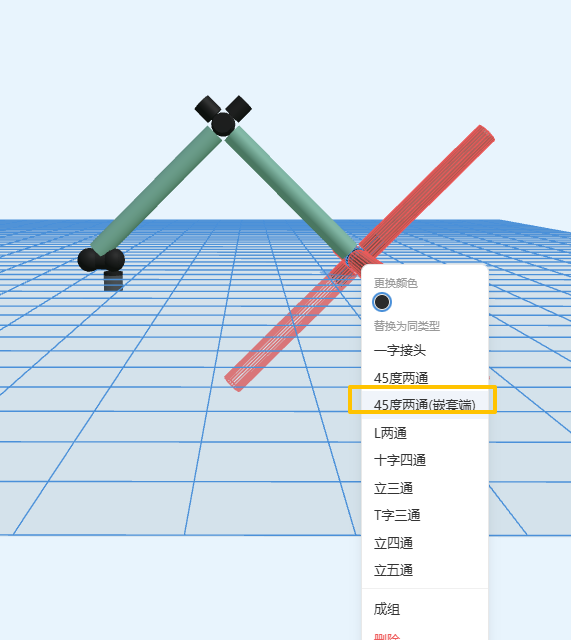 更换颜色
替换为同类型
一字接头
45度两通
45度两通(嵌套端)
L两通
十字四通
立三通
T字三通
立四通
立五通
成组
删除